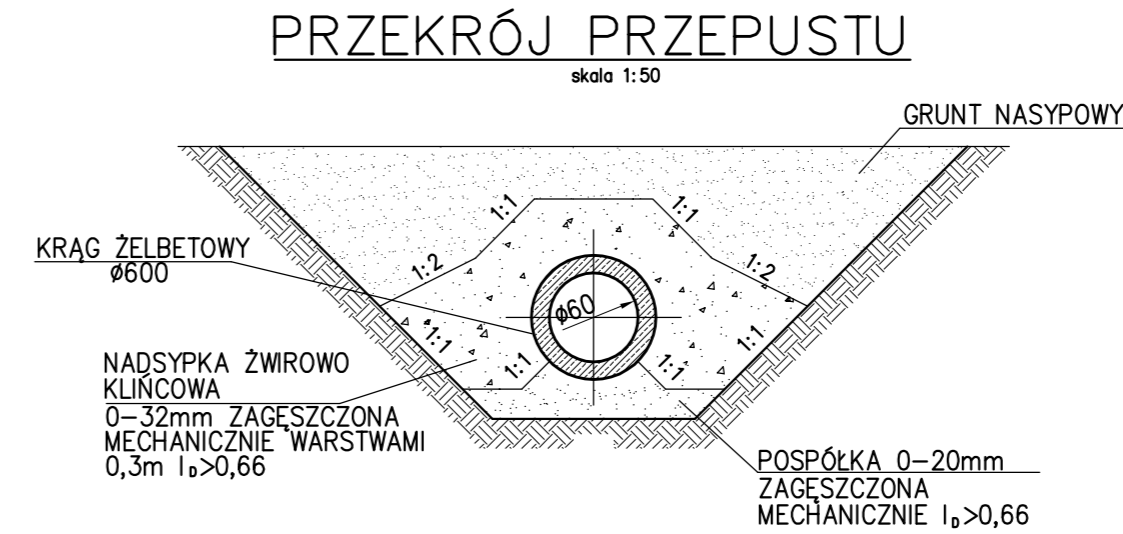 PRZEKRÓJ PRZEPUSTU
skala 1:50
GRUNT NASYPOWY
1:1
1:1
KRĄG ŻELBETOWY
ø600
1:2
1:2
ø60
1:1
1:1
1:1
1:1
NADSYPKA ŻWIROWO
KLIŃCOWA
0-32mm ZAGĘSZCZONA
MECHANICZNIE WARSTWAMI
0,3m ID>0,66
POSPÓŁKA 0-20mm
ZAGĘSZCZONA
MECHANICZNIE ID>0,66